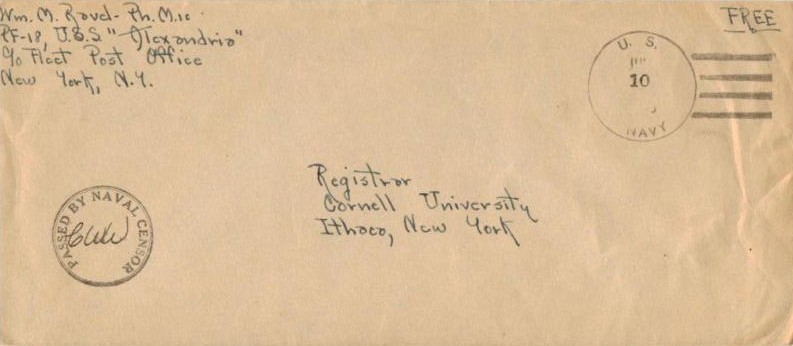 Wm. M. Ravel - Ph. M. 1c
PF-18, U.S.S "Alexandria"
c/o Fleet Post Office
New York, N.Y.
FREE
U. S.
10
NAVY
Registrar
Cornell University
Ithaca, New York
PASSED BY NAVAL CENSOR